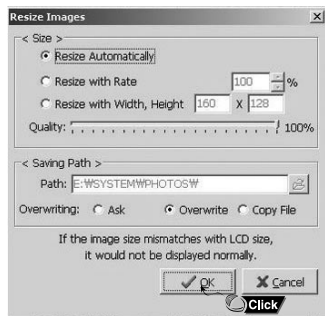 Resize Images
< Size >
Resize Automatically
Resize with Rate 100 %
Resize with Width, Height 160 X 128
Quality: 100%
< Saving Path >
Path: E:₩SYSTEM₩PHOTOS₩
Overwriting: Ask Overwrite Copy File
If the image size mismatches with LCD size,
it would not be displayed normally.
OK Cancel
Click